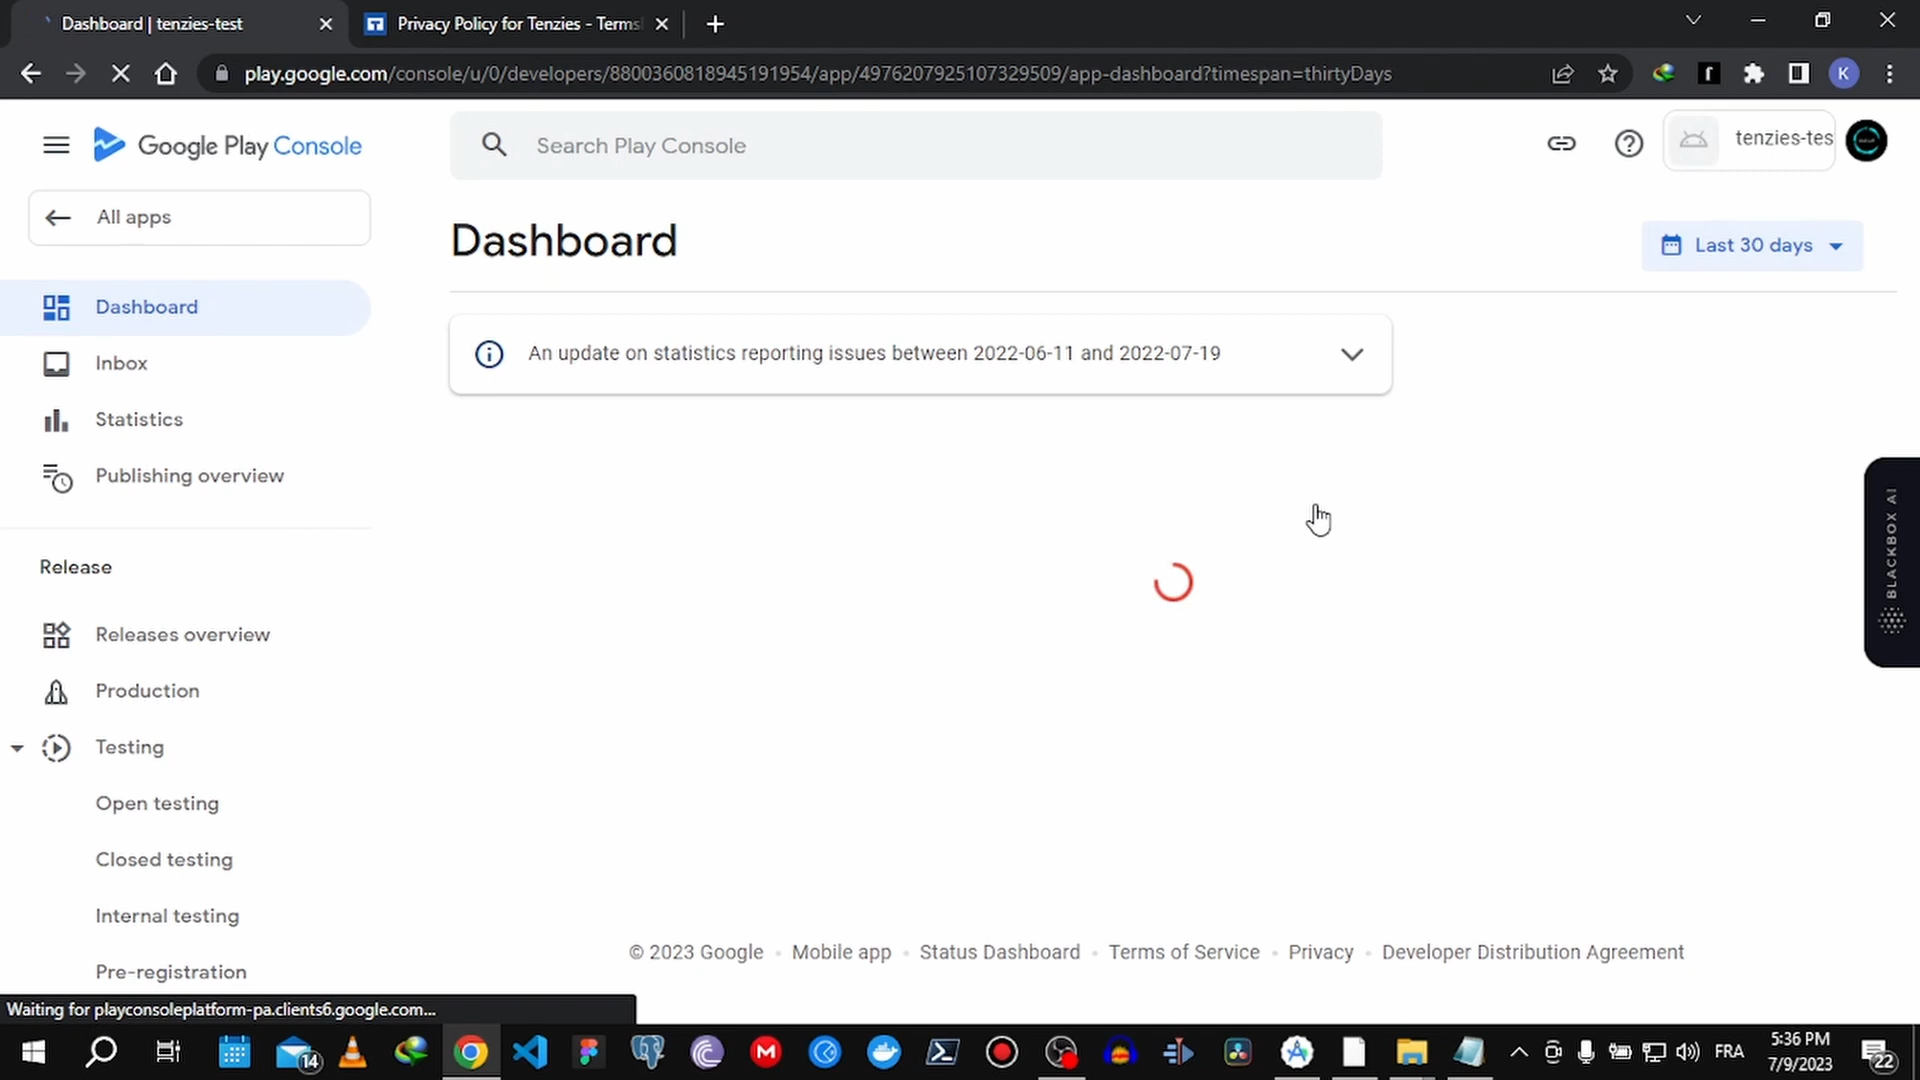 Dashboard | tenzies-test
Privacy Policy for Tenzies - Terms
play.google.com/console/u/0/developers/8800360818945191954/app/4976207925107329509/app-dashboard?timespan=thirtyDays
K
Google Play Console
Search Play Console
tenzies-tes
All apps
Dashboard
Last 30 days
Dashboard
An update on statistics reporting issues between 2022-06-11 and 2022-07-19
Inbox
Statistics
Publishing overview
BLACKBOX AI
Release
Releases overview
Production
Testing
Open testing
Closed testing
Internal testing
Pre-registration
© 2023 Google • Mobile app • Status Dashboard • Terms of Service • Privacy • Developer Distribution Agreement
Waiting for playconsoleplatform-pa.clients6.google.com...
14
FRA
5:36 PM
7/9/2023
22